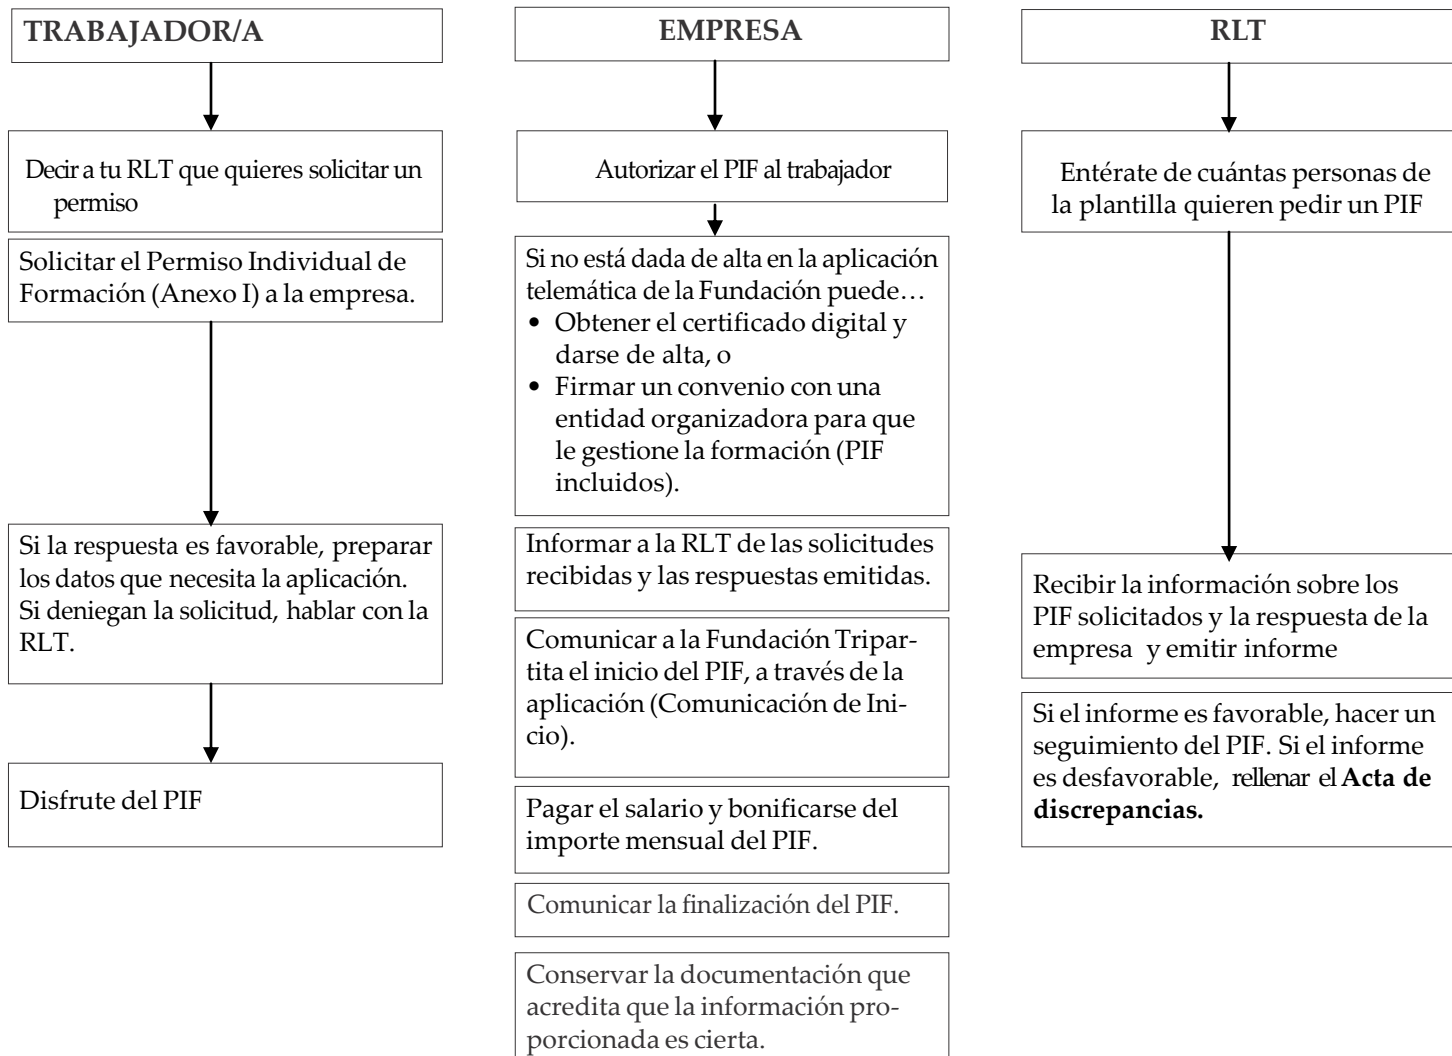 TRABAJADOR/A
Decir a tu RLT que quieres solicitar un
permiso
Solicitar el Permiso Individual de
Formación (Anexo I) a la empresa.
Si la respuesta es favorable, preparar
los datos que necesita la aplicación.
Si deniegan la solicitud, hablar con la
RLT.
Disfrute del PIF
EMPRESA
Autorizar el PIF al trabajador
Si no está dada de alta en la aplicación
telemática de la Fundación puede…
• Obtener el certificado digital y
darse de alta, o
• Firmar un convenio con una
entidad organizadora para que
le gestione la formación (PIF
incluidos).
Informar a la RLT de las solicitudes
recibidas y las respuestas emitidas.
Comunicar a la Fundación Tripar-
tita el inicio del PIF, a través de la
aplicación (Comunicación de Ini-
cio).
Pagar el salario y bonificarse del
importe mensual del PIF.
Comunicar la finalización del PIF.
Conservar la documentación que
acredita que la información pro-
porcionada es cierta.
RLT
Entérate de cuántas personas de
la plantilla quieren pedir un PIF
Recibir la información sobre los
PIF solicitados y la respuesta de la
empresa y emitir informe
Si el informe es favorable, hacer un
seguimiento del PIF. Si el informe
es desfavorable, rellenar el Acta de
discrepancias.